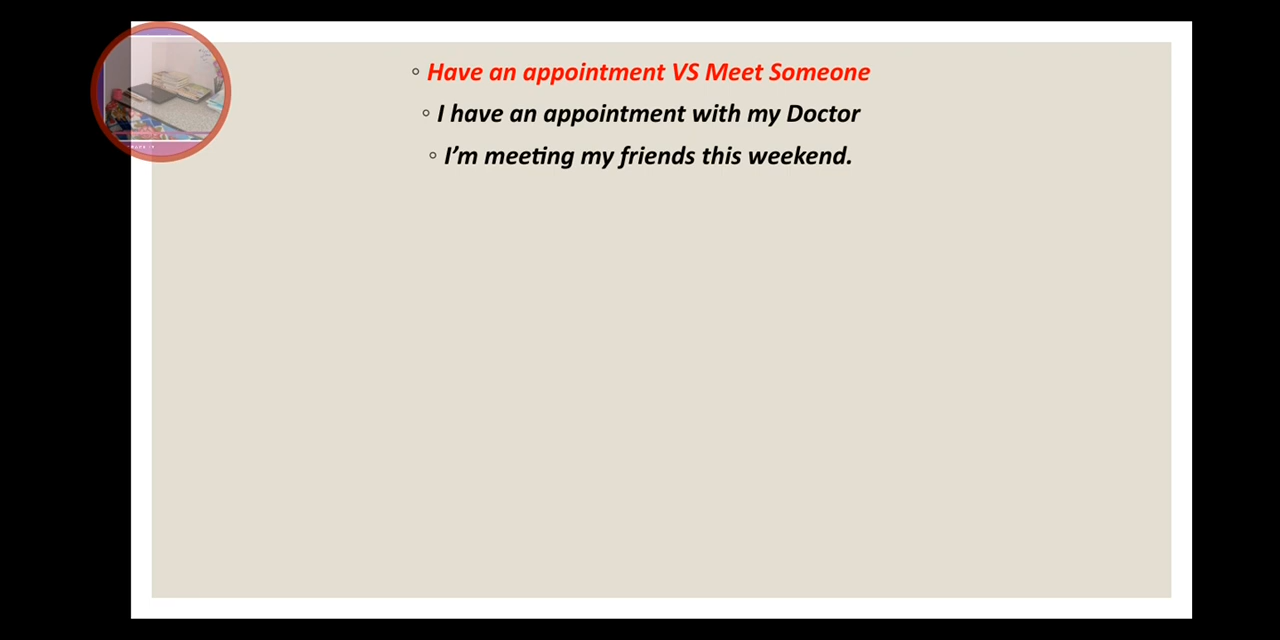 ◦ Have an appointment VS Meet Someone
◦ I have an appointment with my Doctor
◦ I’m meeting my friends this weekend.